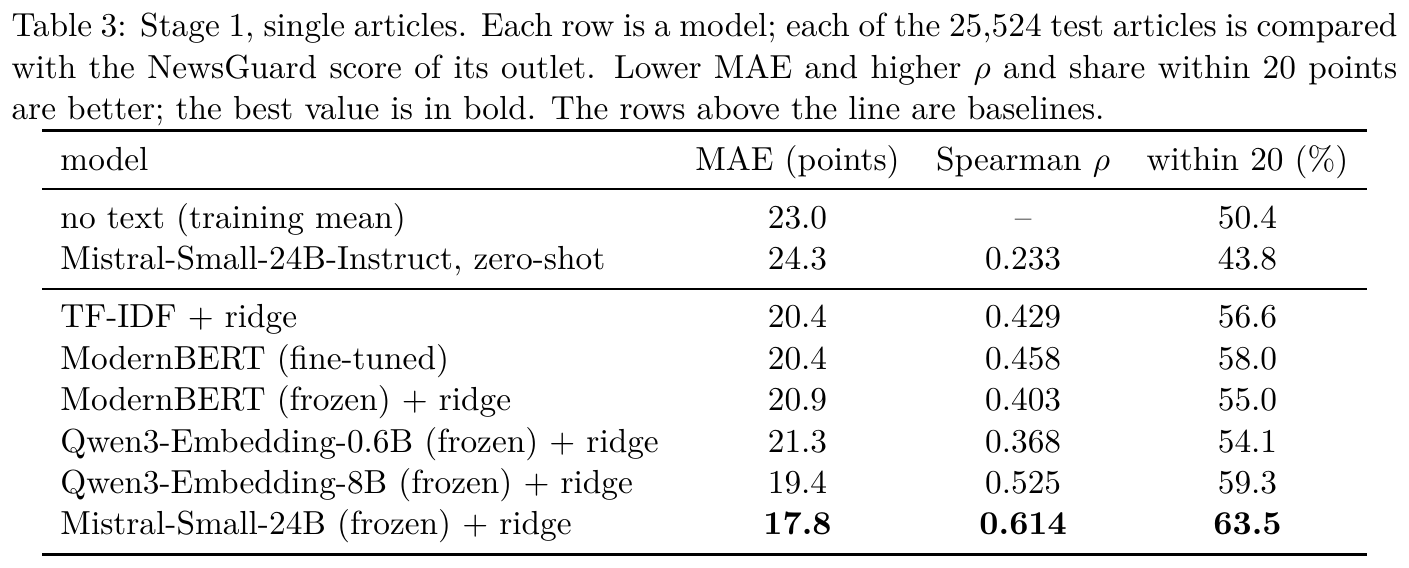 Table 3: Stage 1, single articles. Each row is a model; each of the 25,524 test articles is compared
with the NewsGuard score of its outlet. Lower MAE and higher ρ and share within 20 points
are better; the best value is in bold. The rows above the line are baselines.
model MAE (points) Spearman ρ within 20 (%)
no text (training mean) 23.0 – 50.4
Mistral-Small-24B-Instruct, zero-shot 24.3 0.233 43.8
TF-IDF + ridge 20.4 0.429 56.6
ModernBERT (fine-tuned) 20.4 0.458 58.0
ModernBERT (frozen) + ridge 20.9 0.403 55.0
Qwen3-Embedding-0.6B (frozen) + ridge 21.3 0.368 54.1
Qwen3-Embedding-8B (frozen) + ridge 19.4 0.525 59.3
Mistral-Small-24B (frozen) + ridge 17.8 0.614 63.5